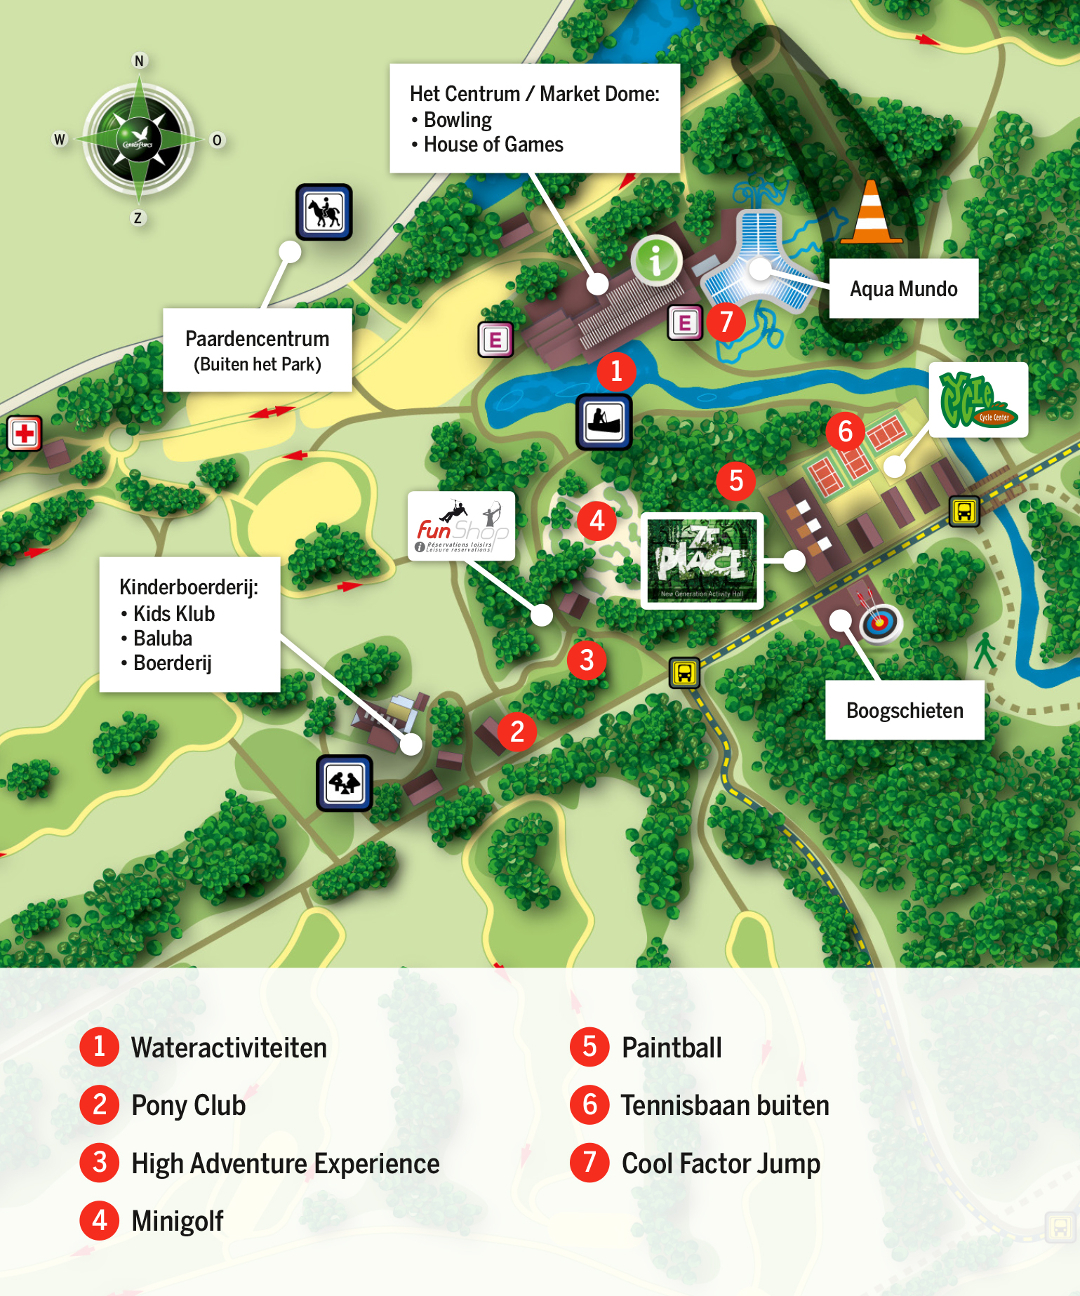 N
W
O
Z
CenterParcs
Het Centrum / Market Dome:
• Bowling
• House of Games
i
Paardencentrum
(Buiten het Park)
E
E
7
Aqua Mundo
1
Cycle
Cycle Center
6
5
4
funShop
i Réservations loisirs
Leisure reservations!
ZE
PLACE
New Generation Activity Hall
Kinderboerderij:
• Kids Klub
• Baluba
• Boerderij
3
2
Boogschieten
1 Wateractiviteiten
2 Pony Club
3 High Adventure Experience
4 Minigolf
5 Paintball
6 Tennisbaan buiten
7 Cool Factor Jump